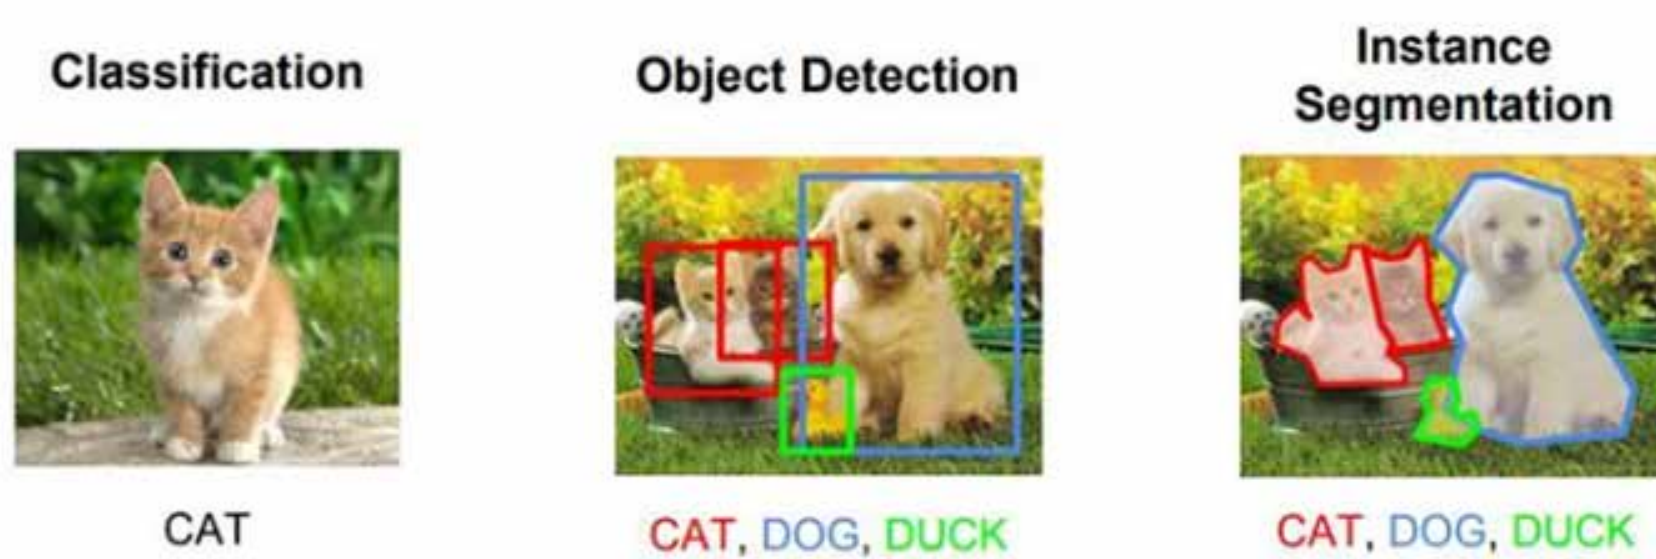 Classification
CAT
Object Detection
CAT, DOG, DUCK
Instance
Segmentation
CAT, DOG, DUCK